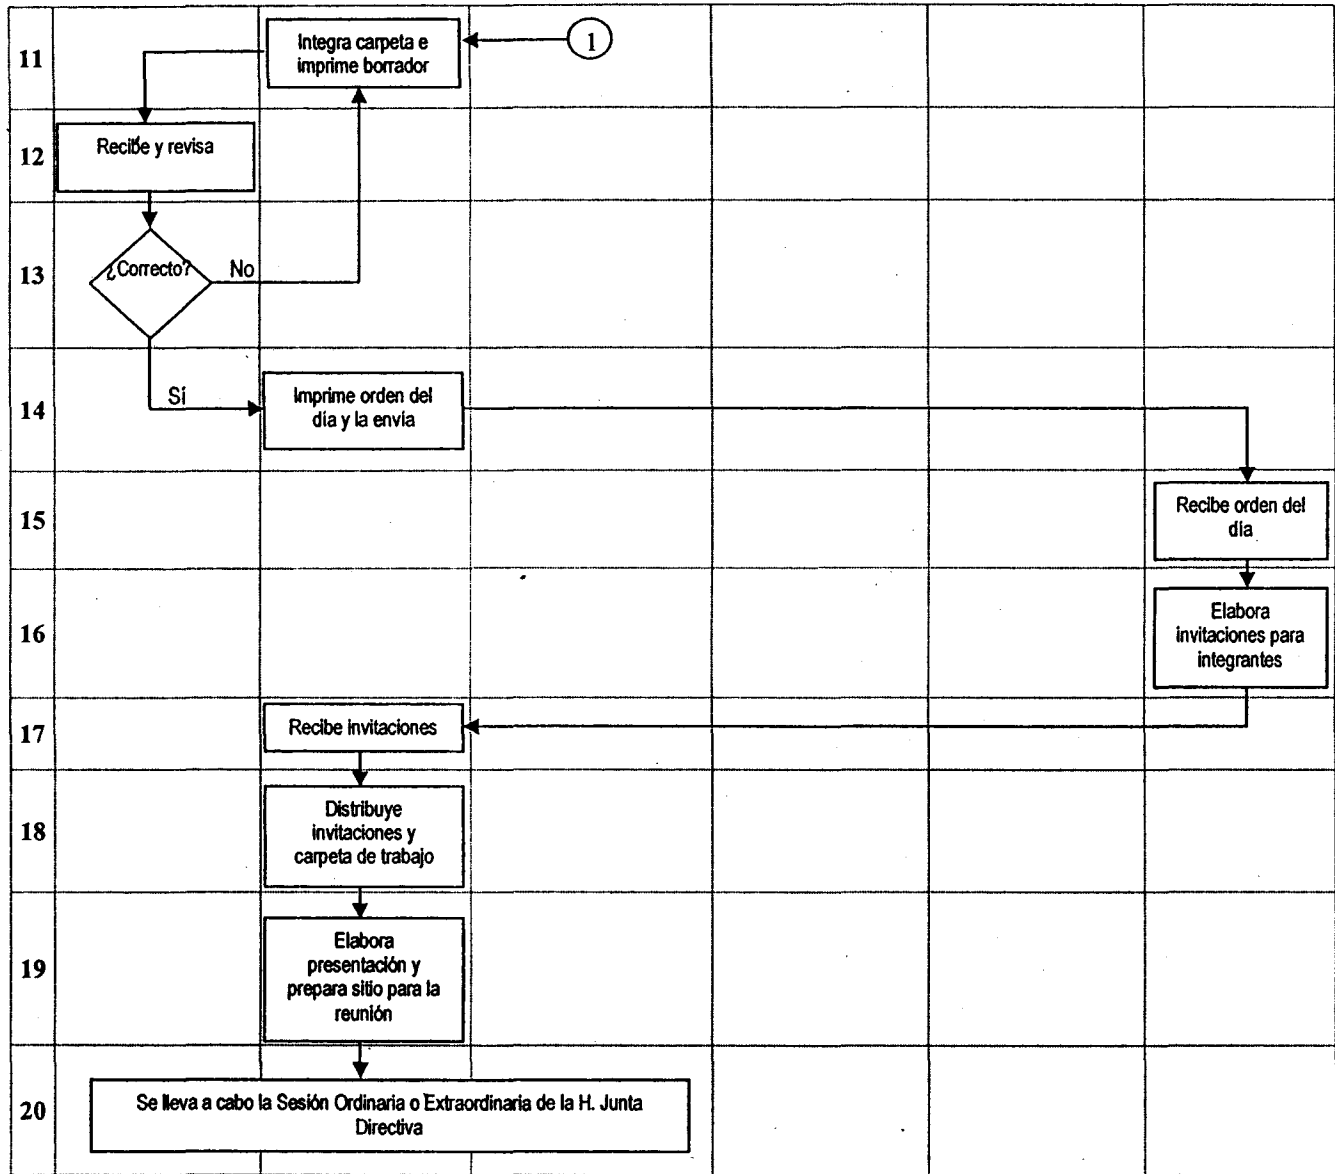 11
Integra carpeta e
imprime borrador
1
12
Recibe y revisa
13
¿Correcto?
No
14
Sí
Imprime orden del
día y la envía
15
Recibe orden del
día
16
Elabora
invitaciones para
integrantes
17
Recibe invitaciones
18
Distribuye
invitaciones y
carpeta de trabajo
19
Elabora
presentación y
prepara sitio para la
reunión
20
Se lleva a cabo la Sesión Ordinaria o Extraordinaria de la H. Junta
Directiva